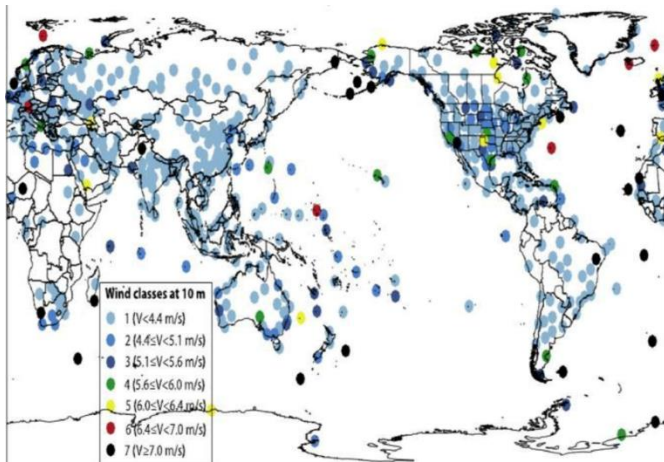 Wind classes at 10 m
1 (V<4.4 m/s)
2 (4.4≤V<5.1 m/s)
3 (5.1≤V<5.6 m/s)
4 (5.6≤V<6.0 m/s)
5 (6.0≤V<6.4 m/s)
6 (6.4≤V<7.0 m/s)
7 (V≥7.0 m/s)